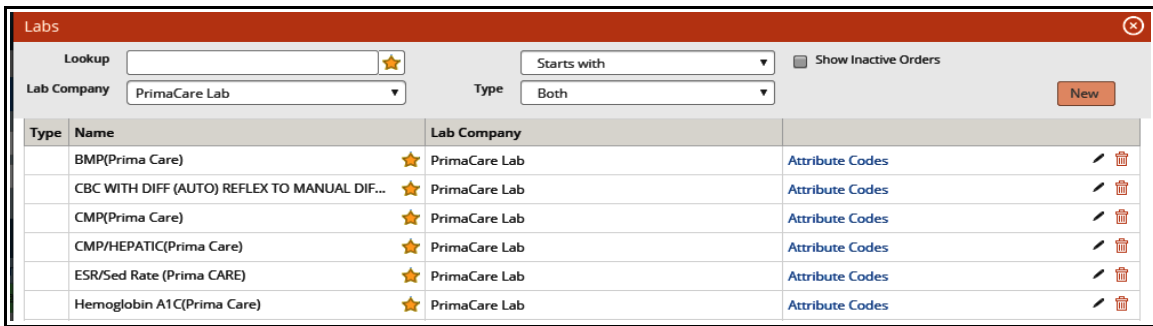 Labs
Lookup Starts with Show Inactive Orders
Lab Company PrimaCare Lab Type Both New
Type Name Lab Company
BMP(Prima Care) PrimaCare Lab Attribute Codes
CBC WITH DIFF (AUTO) REFLEX TO MANUAL DIF... PrimaCare Lab Attribute Codes
CMP(Prima Care) PrimaCare Lab Attribute Codes
CMP/HEPATIC(Prima Care) PrimaCare Lab Attribute Codes
ESR/Sed Rate (Prima CARE) PrimaCare Lab Attribute Codes
Hemoglobin A1C(Prima Care) PrimaCare Lab Attribute Codes